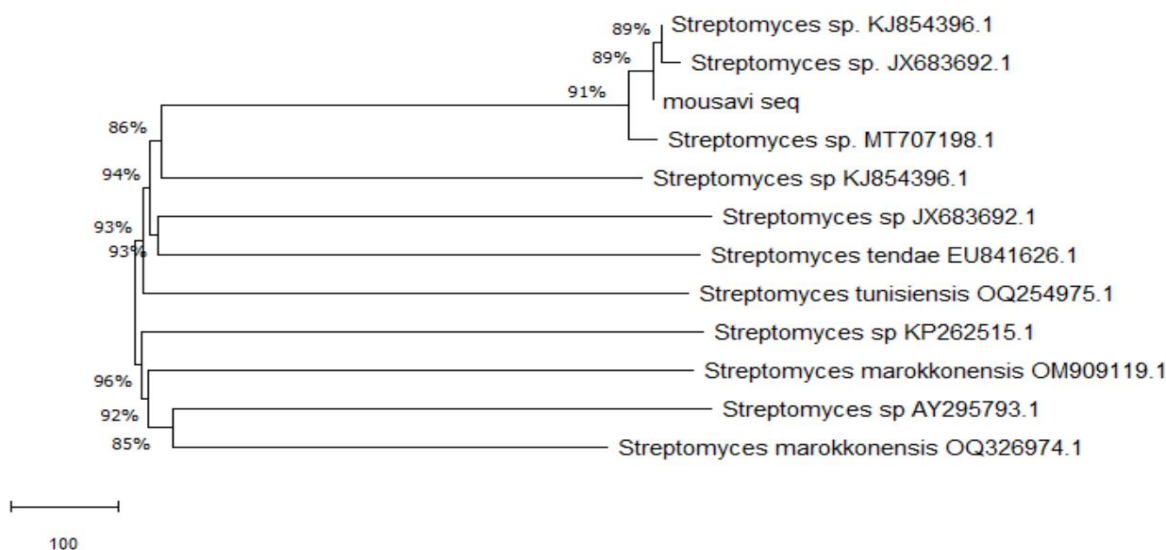 89%
Streptomyces sp. KJ854396.1
89%
Streptomyces sp. JX683692.1
91%
mousavi seq
86%
Streptomyces sp. MT707198.1
94%
Streptomyces sp KJ854396.1
Streptomyces sp JX683692.1
93%
93%
Streptomyces tendae EU841626.1
Streptomyces tunisiensis OQ254975.1
Streptomyces sp KP262515.1
96%
Streptomyces marokkonensis OM909119.1
92%
Streptomyces sp AY295793.1
85%
Streptomyces marokkonensis OQ326974.1
100